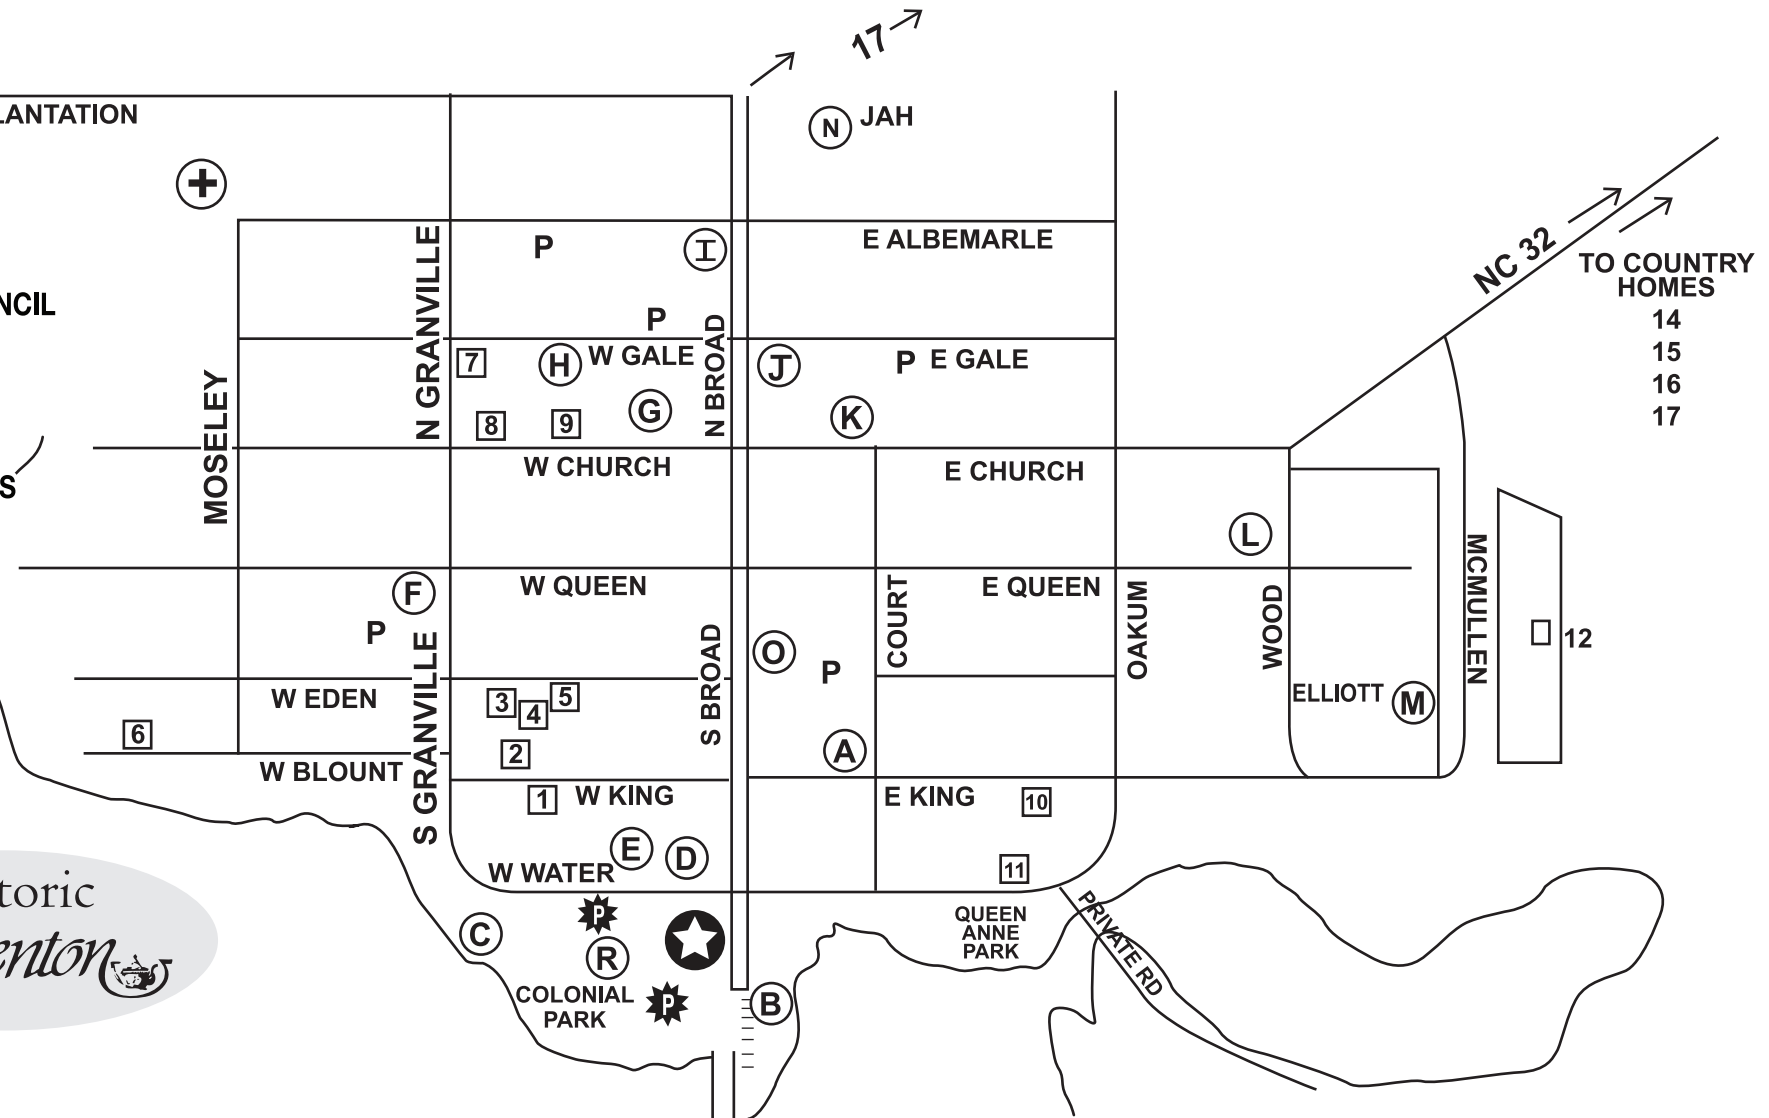 17
LANTATION
N
JAH
NCIL
P
I
E ALBEMARLE
NC 32
TO COUNTRY
HOMES
14
15
16
17
N GRANVILLE
P
N BROAD
7
H
W GALE
J
P
E GALE
8
9
G
K
MOSELEY
S
W CHURCH
E CHURCH
L
F
W QUEEN
COURT
E QUEEN
OAKUM
WOOD
MCMULLEN
12
P
S GRANVILLE
S BROAD
O
P
W EDEN
3
4
5
ELLIOTT
M
6
2
A
W BLOUNT
1
W KING
E KING
10
E
D
W WATER
11
toric
enton
C
P
R
COLONIAL
PARK
P
B
QUEEN
ANNE
PARK
PRIVATE RD